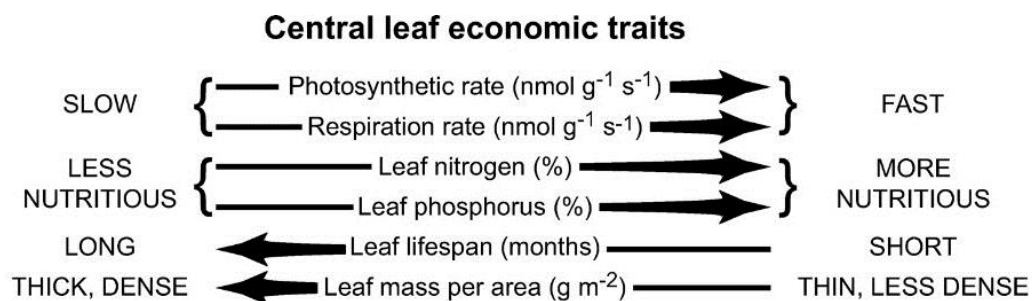 Central leaf economic traits
SLOW { Photosynthetic rate (nmol g⁻¹ s⁻¹) } FAST
Respiration rate (nmol g⁻¹ s⁻¹)
LESS NUTRITIOUS { Leaf nitrogen (%) } MORE NUTRITIOUS
Leaf phosphorus (%)
LONG Leaf lifespan (months) SHORT
THICK, DENSE Leaf mass per area (g m⁻²) THIN, LESS DENSE